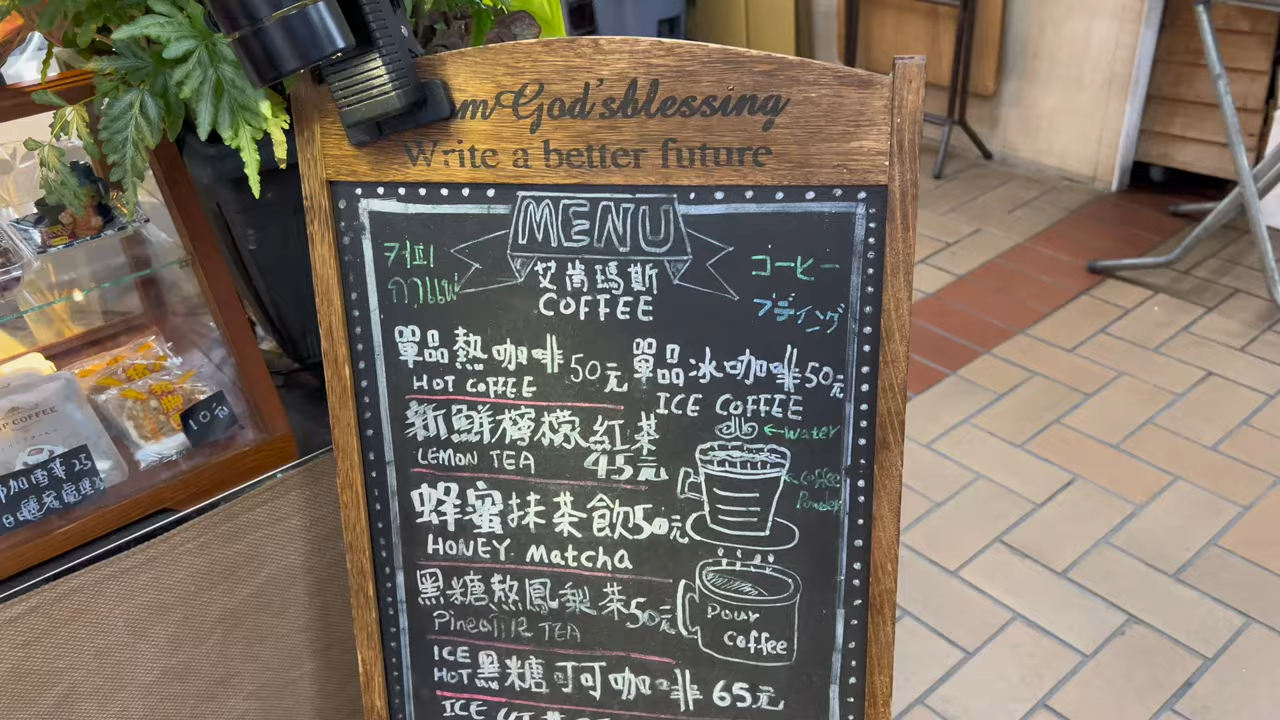 God'sblessing
Write a better future
MENU
커피
กาแฟ
コーヒー
プディング
艾肯瑪斯
COFFEE
單品熱咖啡50元
HOT COFFEE
單品冰咖啡50元
ICE COFFEE
新鮮檸檬紅茶
LEMON TEA 45元
←water
←Coffee
Powder
蜂蜜抹茶飲50元
HONEY Matcha
黑糖熬鳳梨茶50元
TEA
Pour
Coffee
ICE
HOT 黑糖可可咖啡 65元
ICE
10元
COFFEE
25